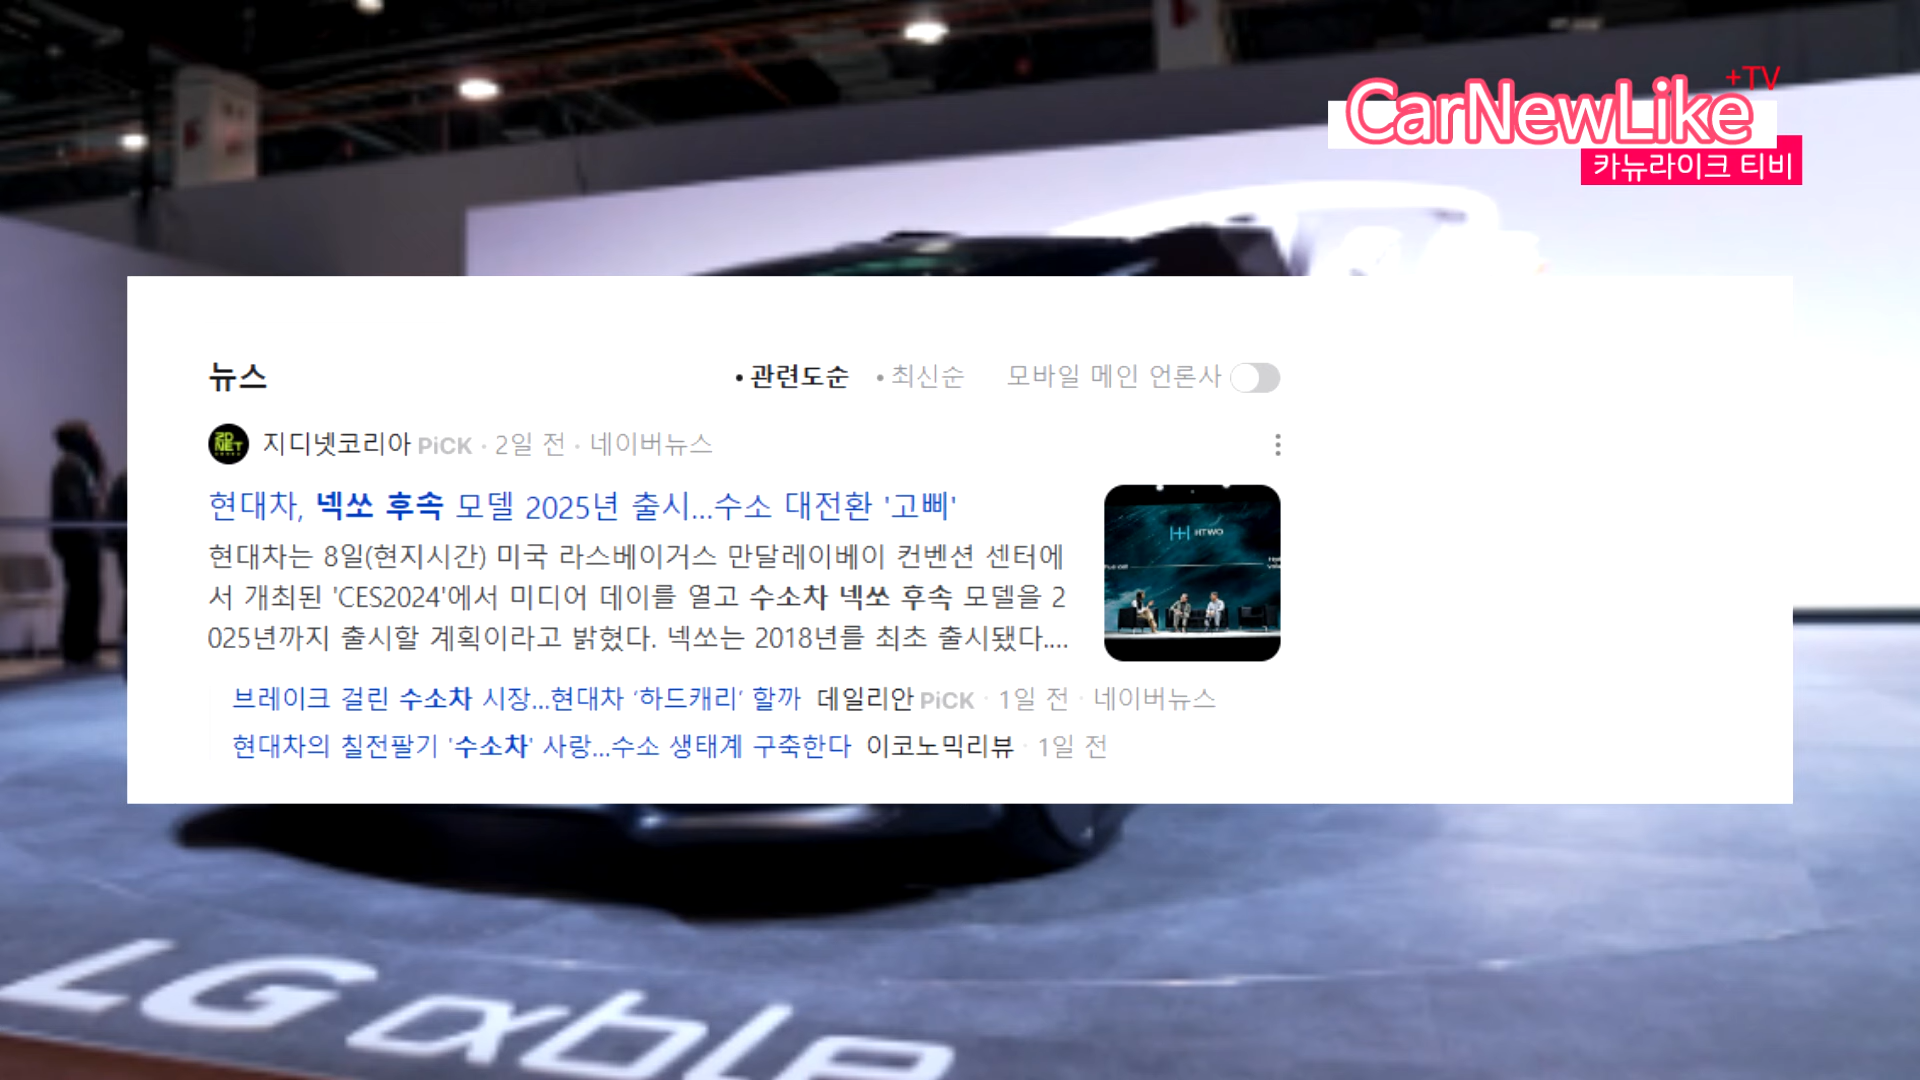 +TV
CarNewLike
카뉴라이크 티비
뉴스
• 관련도순 • 최신순 모바일 메인 언론사
지디넷코리아 PiCK · 2일 전 · 네이버뉴스
현대차, 넥쏘 후속 모델 2025년 출시...수소 대전환 '고삐'
현대차는 8일(현지시간) 미국 라스베이거스 만달레이베이 컨벤션 센터에
서 개최된 'CES2024'에서 미디어 데이를 열고 수소차 넥쏘 후속 모델을 2
025년까지 출시할 계획이라고 밝혔다. 넥쏘는 2018년를 최초 출시됐다....
HTWO
브레이크 걸린 수소차 시장...현대차 ‘하드캐리’ 할까 데일리안 PiCK · 1일 전 · 네이버뉴스
현대차의 칠전팔기 '수소차' 사랑...수소 생태계 구축한다 이코노믹리뷰 · 1일 전
LG αble